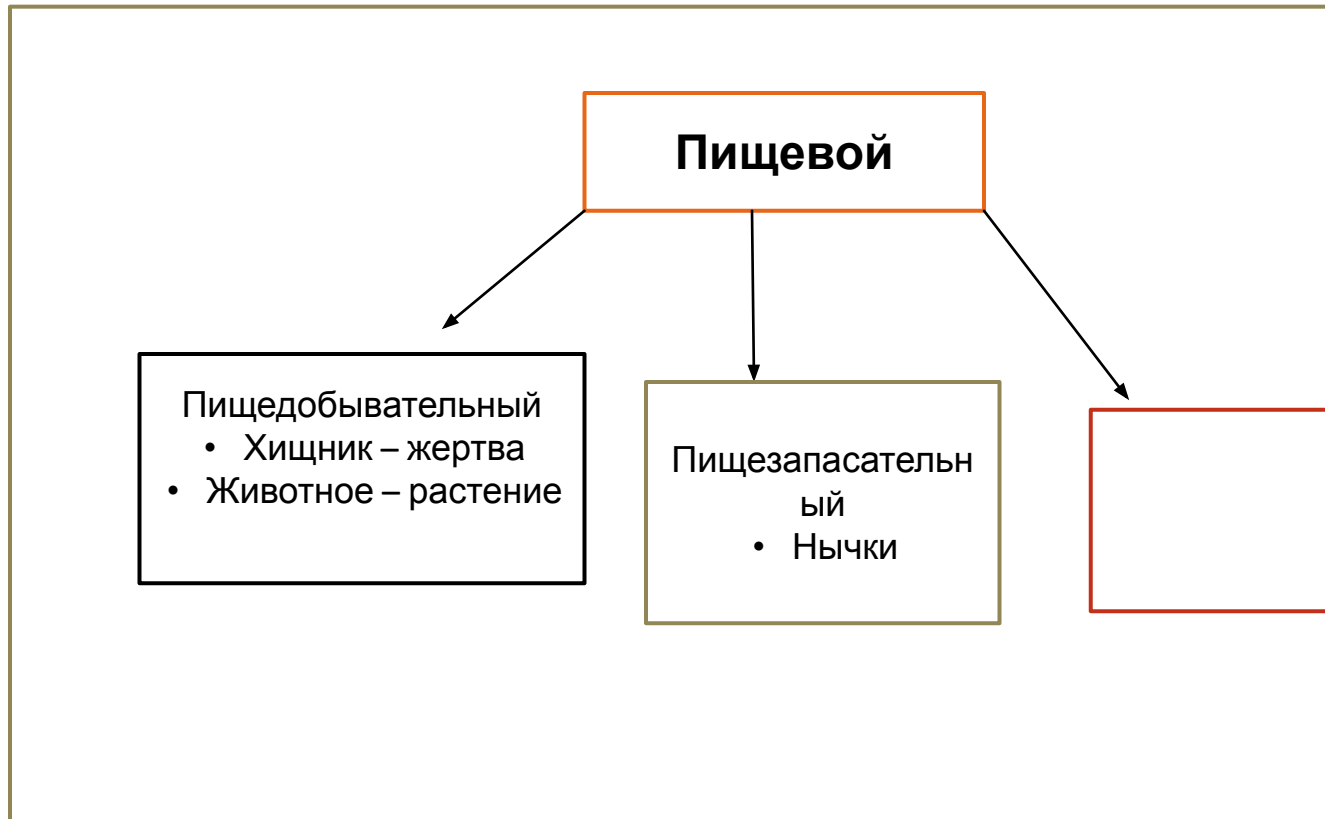 Пищевой
Пищедобывательный
• Хищник – жертва
• Животное – растение
Пищезапасательн
ый
• Нычки